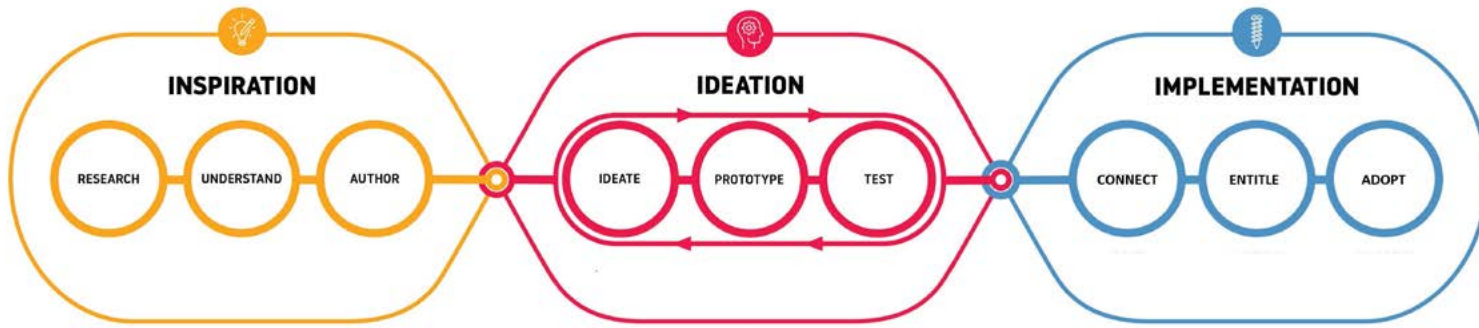 INSPIRATION
RESEARCH
UNDERSTAND
AUTHOR
IDEATION
IDEATE
PROTOTYPE
TEST
IMPLEMENTATION
CONNECT
ENTITLE
ADOPT